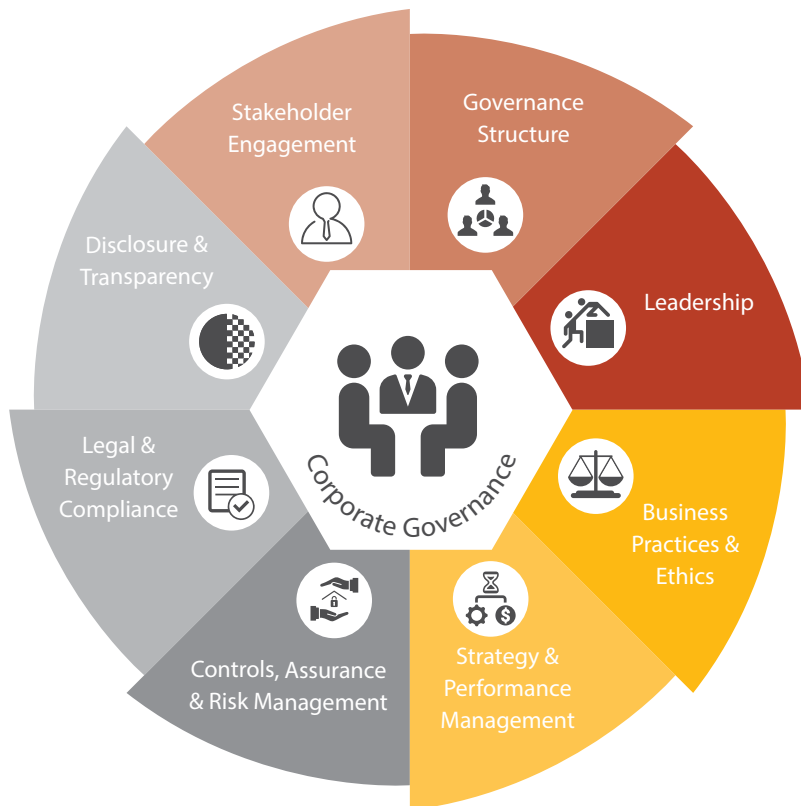 Stakeholder
Engagement
Governance
Structure
Leadership
Business
Practices &
Ethics
Strategy &
Performance
Management
Controls, Assurance
& Risk Management
Legal &
Regulatory
Compliance
Disclosure &
Transparency
Corporate Governance
$